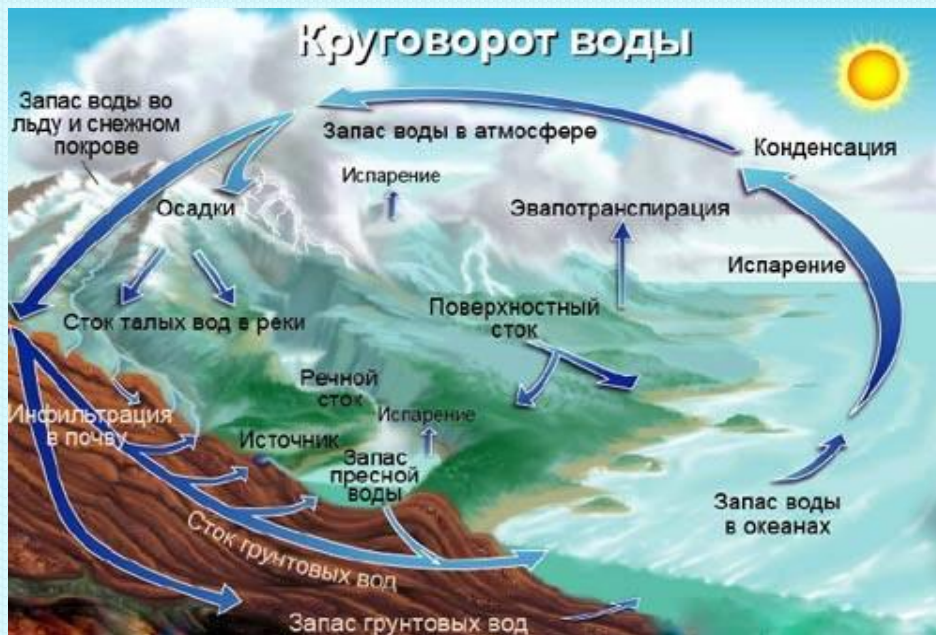 Круговорот воды
Запас воды во
льду и снежном
покрове
Запас воды в атмосфере
Конденсация
Испарение
Осадки
Эвапотранспирация
Испарение
Поверхностный
сток
Сток талых вод в реки
Речной
сток
Инфильтрация
в почву
Испарение
Источник
Запас
пресной
воды
Запас воды
в океанах
Сток грунтовых вод
Запас грунтовых вод